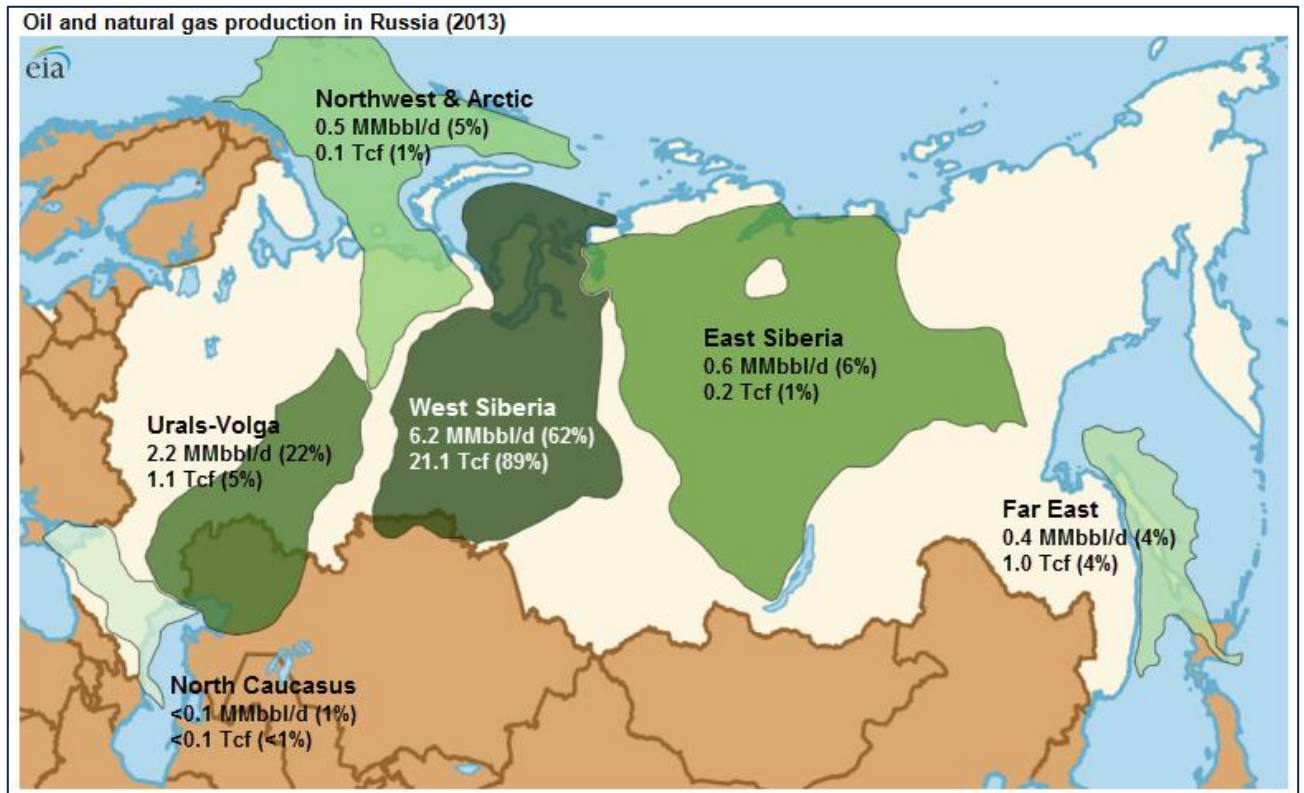 Oil and natural gas production in Russia (2013)
eia
Northwest & Arctic
0.5 MMbbl/d (5%)
0.1 Tcf (1%)
East Siberia
0.6 MMbbl/d (6%)
0.2 Tcf (1%)
West Siberia
6.2 MMbbl/d (62%)
21.1 Tcf (89%)
Urals-Volga
2.2 MMbbl/d (22%)
1.1 Tcf (5%)
Far East
0.4 MMbbl/d (4%)
1.0 Tcf (4%)
North Caucasus
<0.1 MMbbl/d (1%)
<0.1 Tcf (<1%)